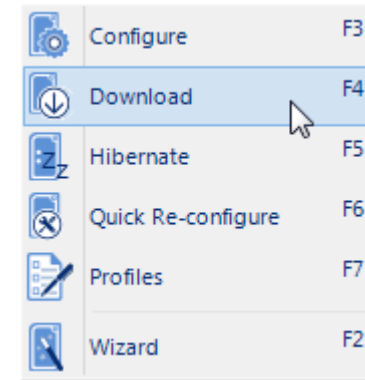 Configure F3
Download F4
Hibernate F5
Quick Re-configure F6
Profiles F7
Wizard F2